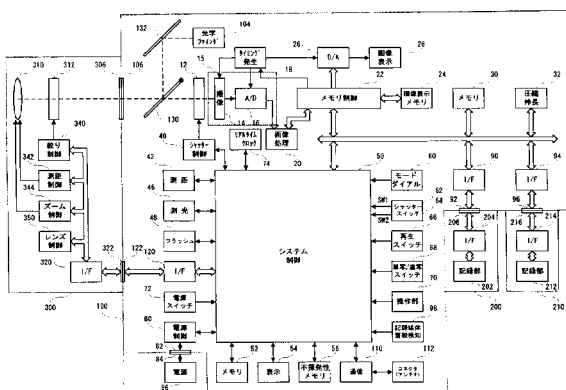 132
光学
ファインダ
104
タイミング
発生
26
D/A
画像
表示
28
310
312
306
106
12
15
18
22
24
30
32
撮像
A/D
メモリ制御
画像表示
メモリ
メモリ
圧縮
伸長
130
14
16
340
絞り
制御
40
シャッター
制御
リアルタイム
クロック
74
画像
処理
20
342
測距
制御
344
ズーム
制御
350
レンズ
制御
320
I/F
322
122
120
I/F
42
測距
46
測光
48
フラッシュ
72
電源
スイッチ
80
電源
制御
82
84
電源
86
50
システム
制御
60
モード
ダイアル
62
SW1
シャッター
スイッチ
64
SW2
66
再生
スイッチ
68
単写/連写
スイッチ
70
操作部
98
記録媒体
着脱検知
90
I/F
92
206
204
I/F
記録部
202
200
94
I/F
96
216
214
I/F
記録部
212
210
52
メモリ
54
表示
56
不揮発性
メモリ
110
通信
112
コネクタ
(アンテナ)
300
100